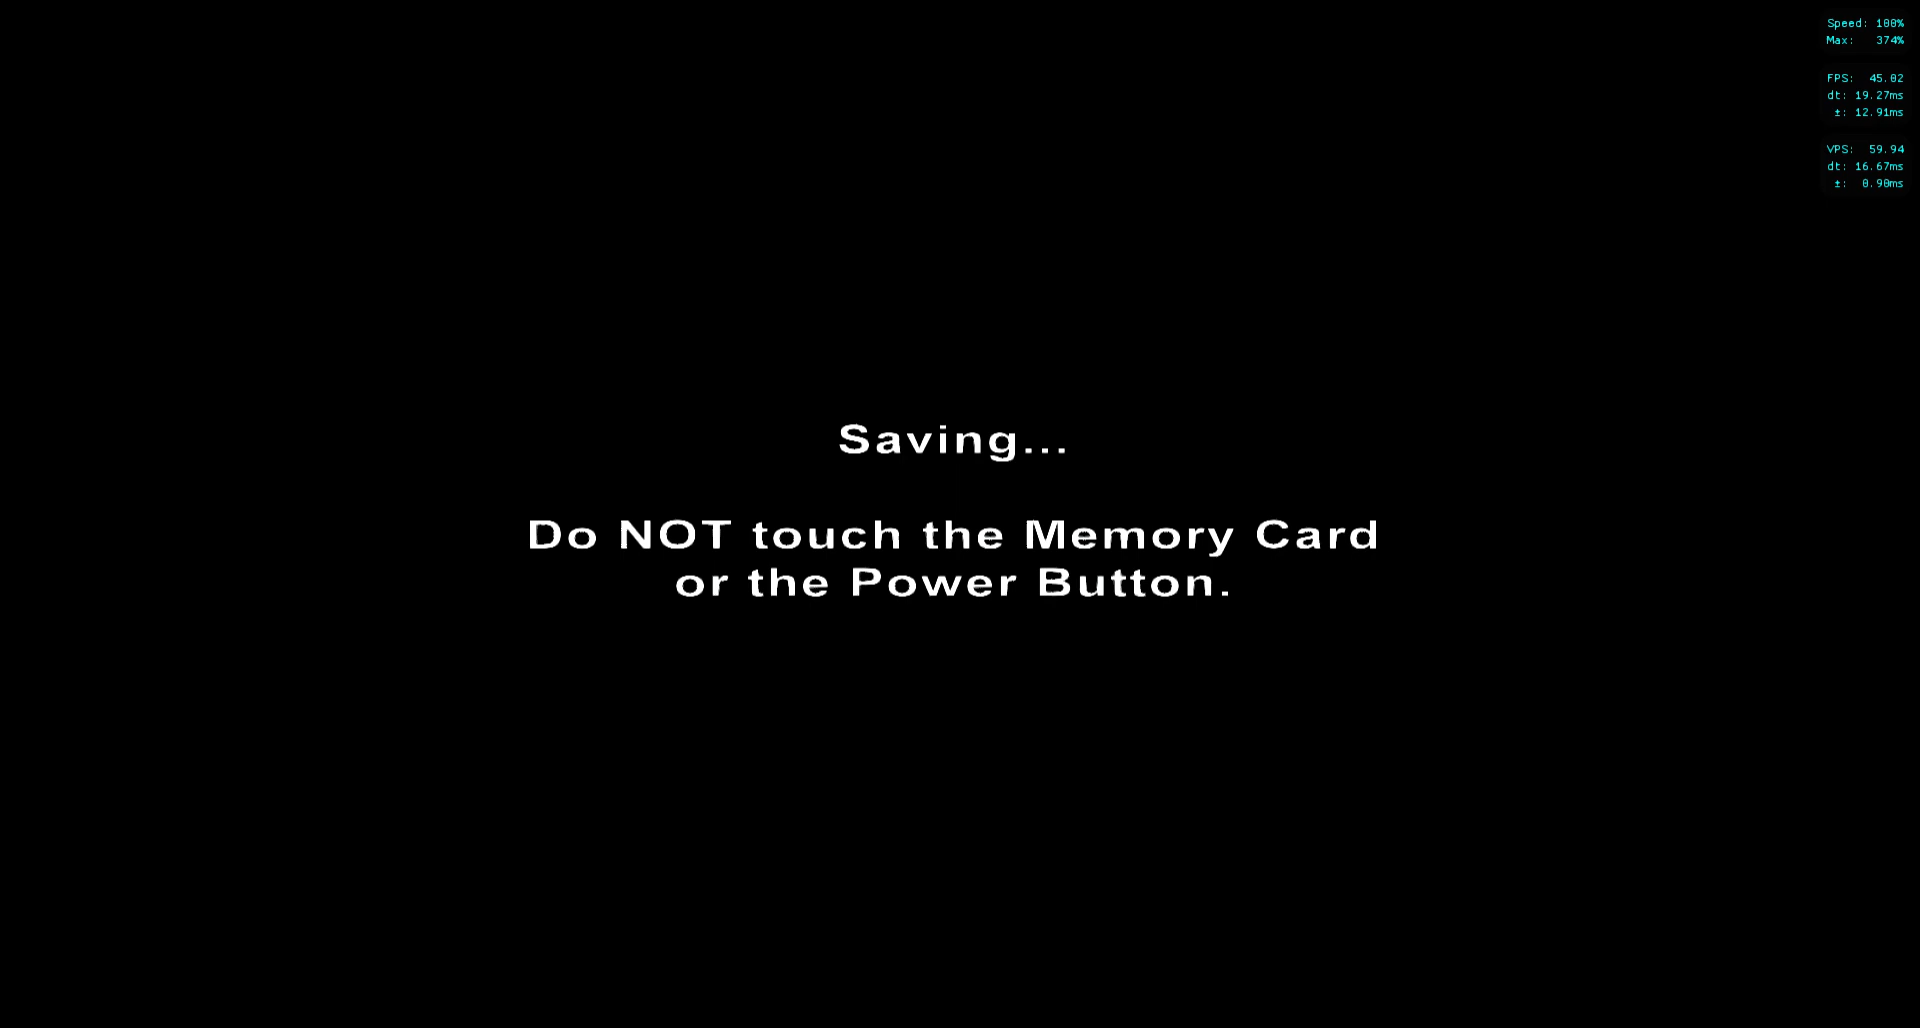 Speed: 100%
Max: 374%
FPS: 45.02
dt: 19.27ms
±: 12.91ms
VPS: 59.94
dt: 16.67ms
±: 0.90ms
Saving...
Do NOT touch the Memory Card
or the Power Button.